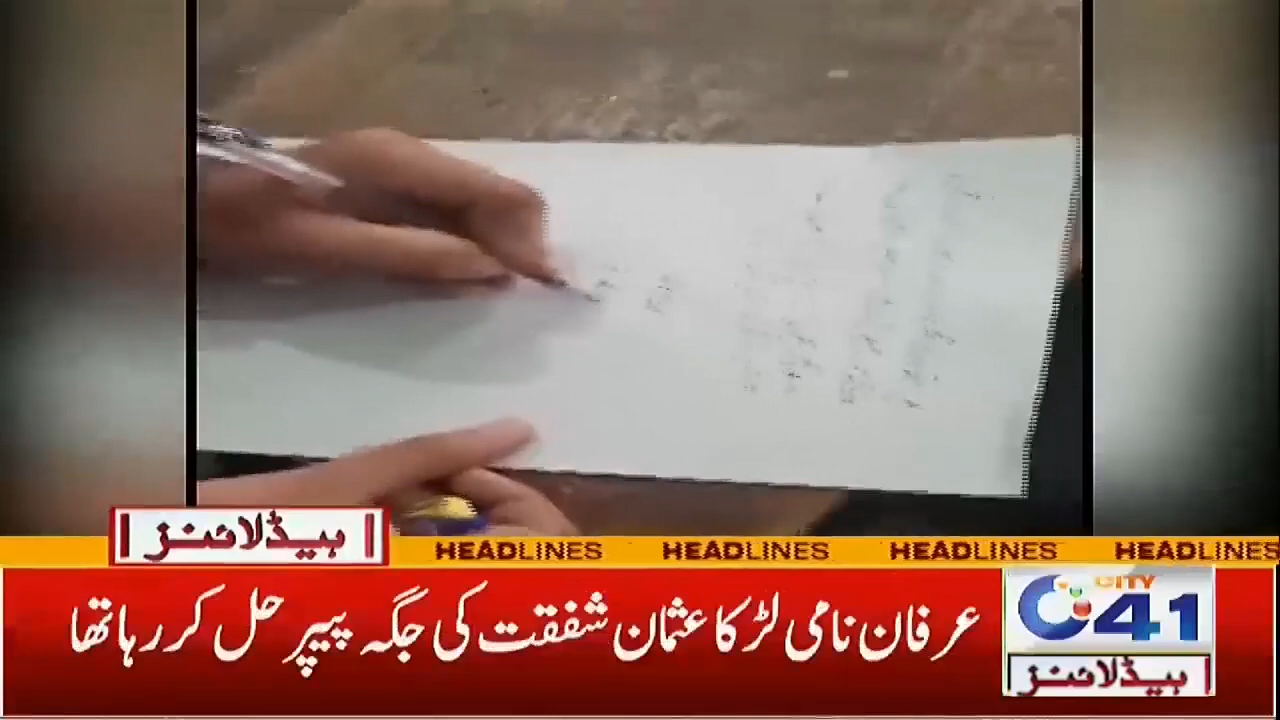 ہیڈلائنز
HEADLINES HEADLINES HEADLINES HEADLINES
عرفان نامی لڑکا عثمان شفقت کی جگہ پیپر حل کر رہا تھا
CITY
41
ہیڈلائنز